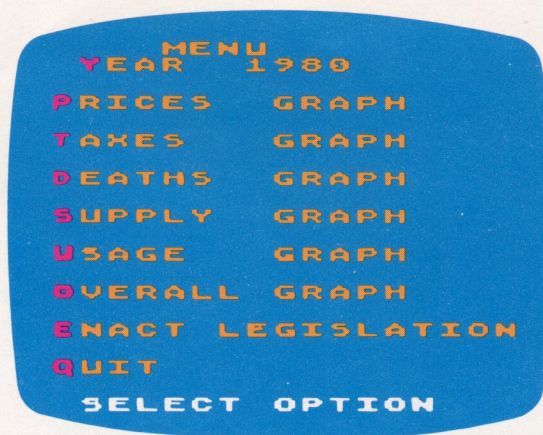 MENU
YEAR 1980
PRICES GRAPH
TAXES GRAPH
DEATHS GRAPH
SUPPLY GRAPH
USAGE GRAPH
OVERALL GRAPH
ENACT LEGISLATION
QUIT
SELECT OPTION